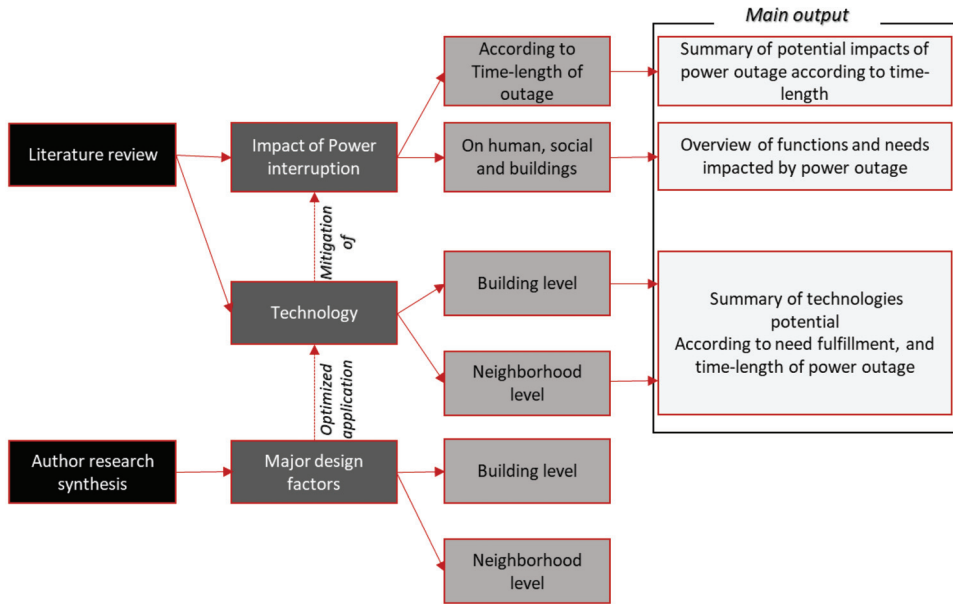 Main output
According to
Time-length of
outage
Summary of potential impacts of
power outage according to time-
length
Literature review
Impact of Power
interruption
On human, social
and buildings
Overview of functions and needs
impacted by power outage
Mitigation
of
Technology
Building level
Neighborhood
level
Summary of technologies
potential
According to need fulfillment, and
time-length of power outage
Optimized
application
Author research
synthesis
Major design
factors
Building level
Neighborhood
level